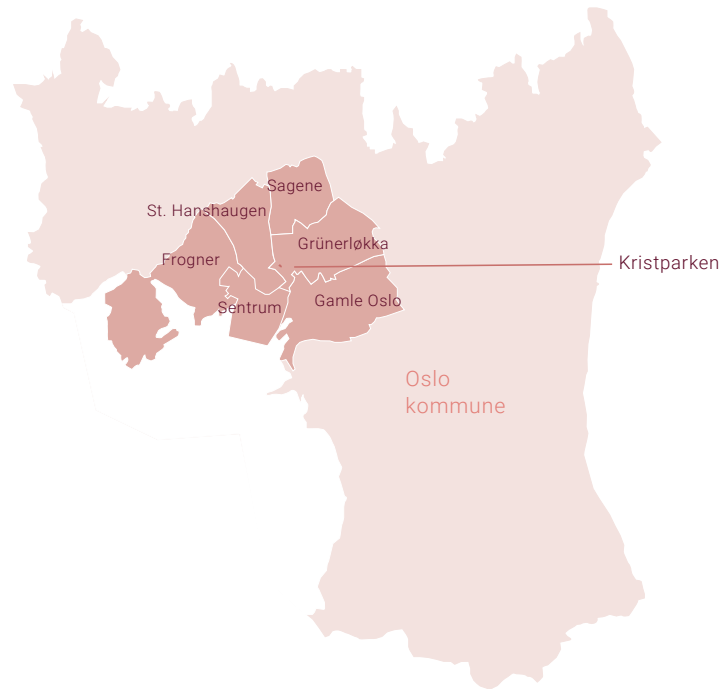 Sagene
St. Hanshaugen
Grünerløkka
Frogner
Kristparken
Gamle Oslo
Sentrum
Oslo
kommune